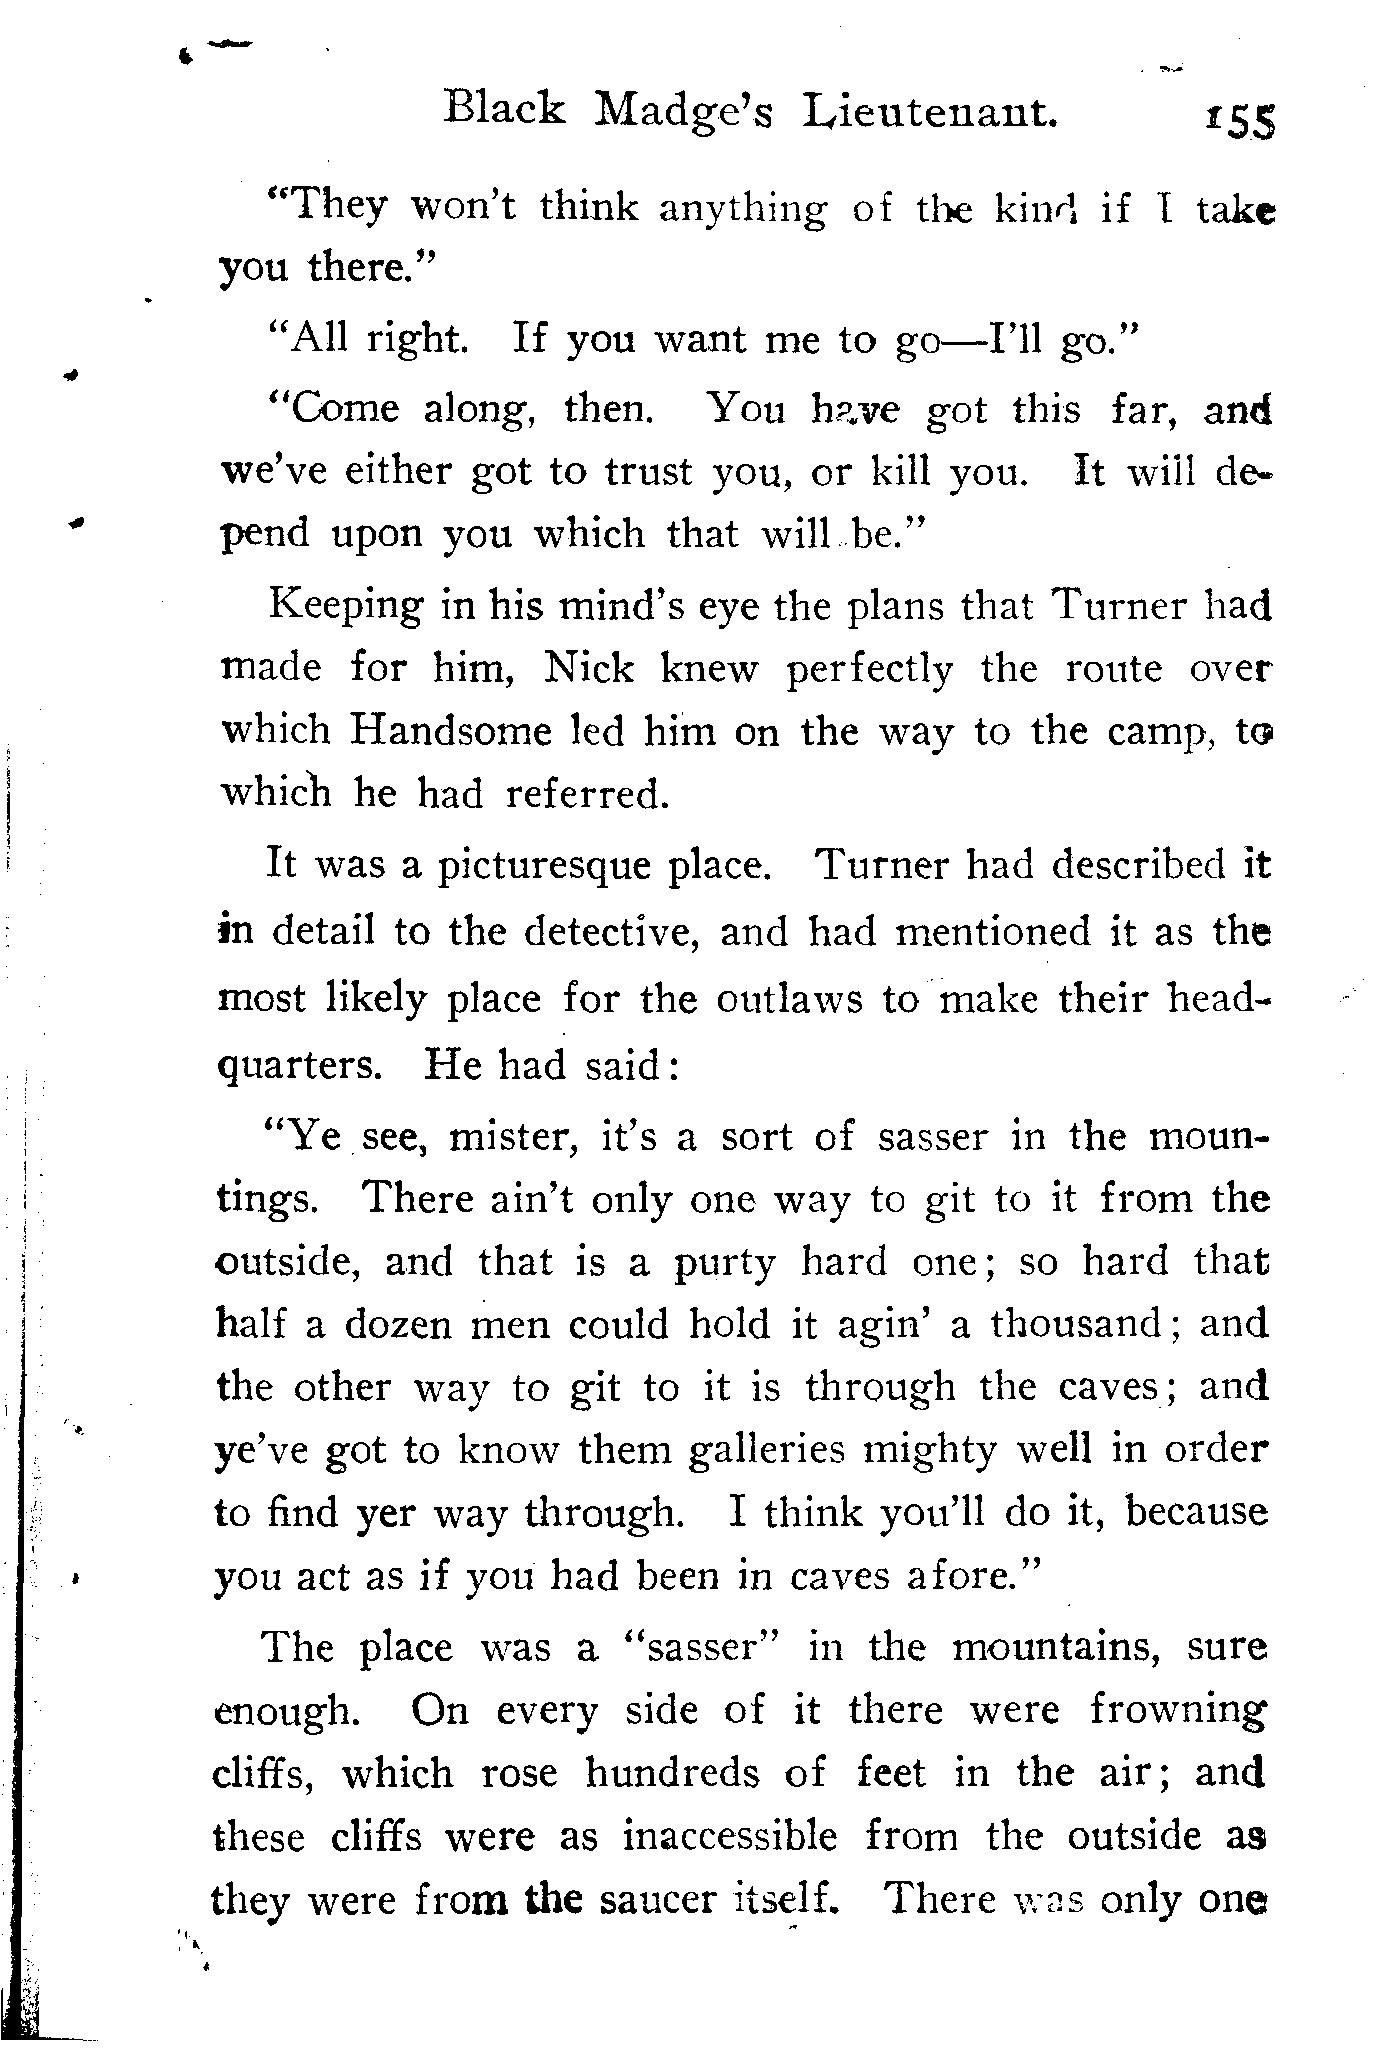 Black Madge's Lieutenant. 155
"They won't think anything of the kind if I take
you there."
"All right. If you want me to go—I'll go."
"Come along, then. You have got this far, and
we've either got to trust you, or kill you. It will de-
pend upon you which that will be."
Keeping in his mind's eye the plans that Turner had
made for him, Nick knew perfectly the route over
which Handsome led him on the way to the camp, to
which he had referred.
It was a picturesque place. Turner had described it
in detail to the detective, and had mentioned it as the
most likely place for the outlaws to make their head-
quarters. He had said:
"Ye see, mister, it's a sort of sasser in the moun-
tings. There ain't only one way to git to it from the
outside, and that is a purty hard one; so hard that
half a dozen men could hold it agin' a thousand; and
the other way to git to it is through the caves; and
ye've got to know them galleries mighty well in order
to find yer way through. I think you'll do it, because
you act as if you had been in caves afore."
The place was a "sasser" in the mountains, sure
enough. On every side of it there were frowning
cliffs, which rose hundreds of feet in the air; and
these cliffs were as inaccessible from the outside as
they were from the saucer itself. There was only one